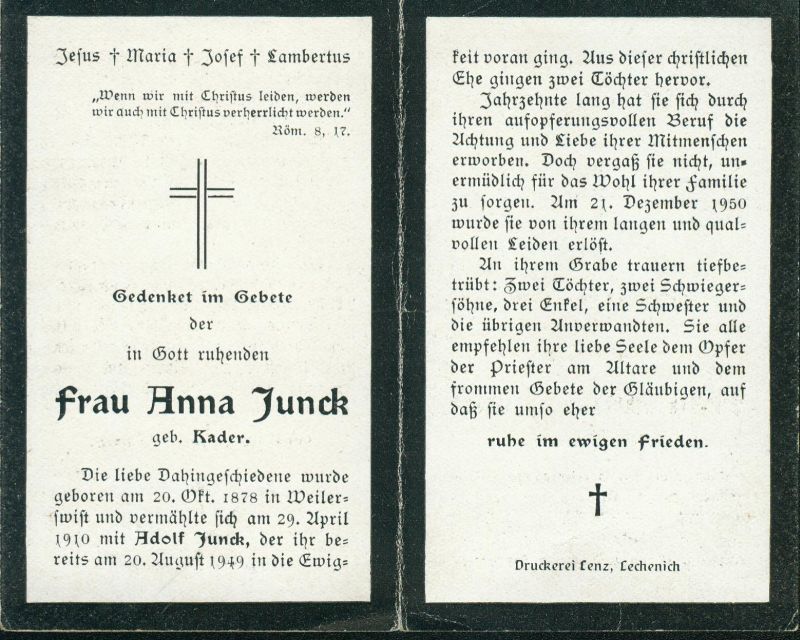 Jesus † Maria † Josef † Lambertus
„Wenn wir mit Christus leiden, werden
wir auch mit Christus verherrlicht werden.“
Röm. 8, 17.
Gedenket im Gebete
der
in Gott ruhenden
Frau Anna Junck
geb. Kader.
Die liebe Dahingeschiedene wurde
geboren am 20. Okt. 1878 in Weiler-
swist und vermählte sich am 29. April
1910 mit Adolf Junck, der ihr be-
reits am 20. August 1949 in die Ewig-
keit voran ging. Aus dieser christlichen
Ehe gingen zwei Töchter hervor.
Jahrzehnte lang hat sie sich durch
ihren aufopferungsvollen Beruf die
Achtung und Liebe ihrer Mitmenschen
erworben. Doch vergaß sie nicht, un-
ermüdlich für das Wohl ihrer Familie
zu sorgen. Am 21. Dezember 1950
wurde sie von ihrem langen und qual-
vollen Leiden erlöst.
An ihrem Grabe trauern tiefbe-
trübt: Zwei Töchter, zwei Schwieger-
söhne, drei Enkel, eine Schwester und
die übrigen Anverwandten. Sie alle
empfehlen ihre liebe Seele dem Opfer
der Priester am Altare und dem
frommen Gebete der Gläubigen, auf
daß sie umso eher
ruhe im ewigen Frieden.
†
Druckerei Lenz, Lechenich